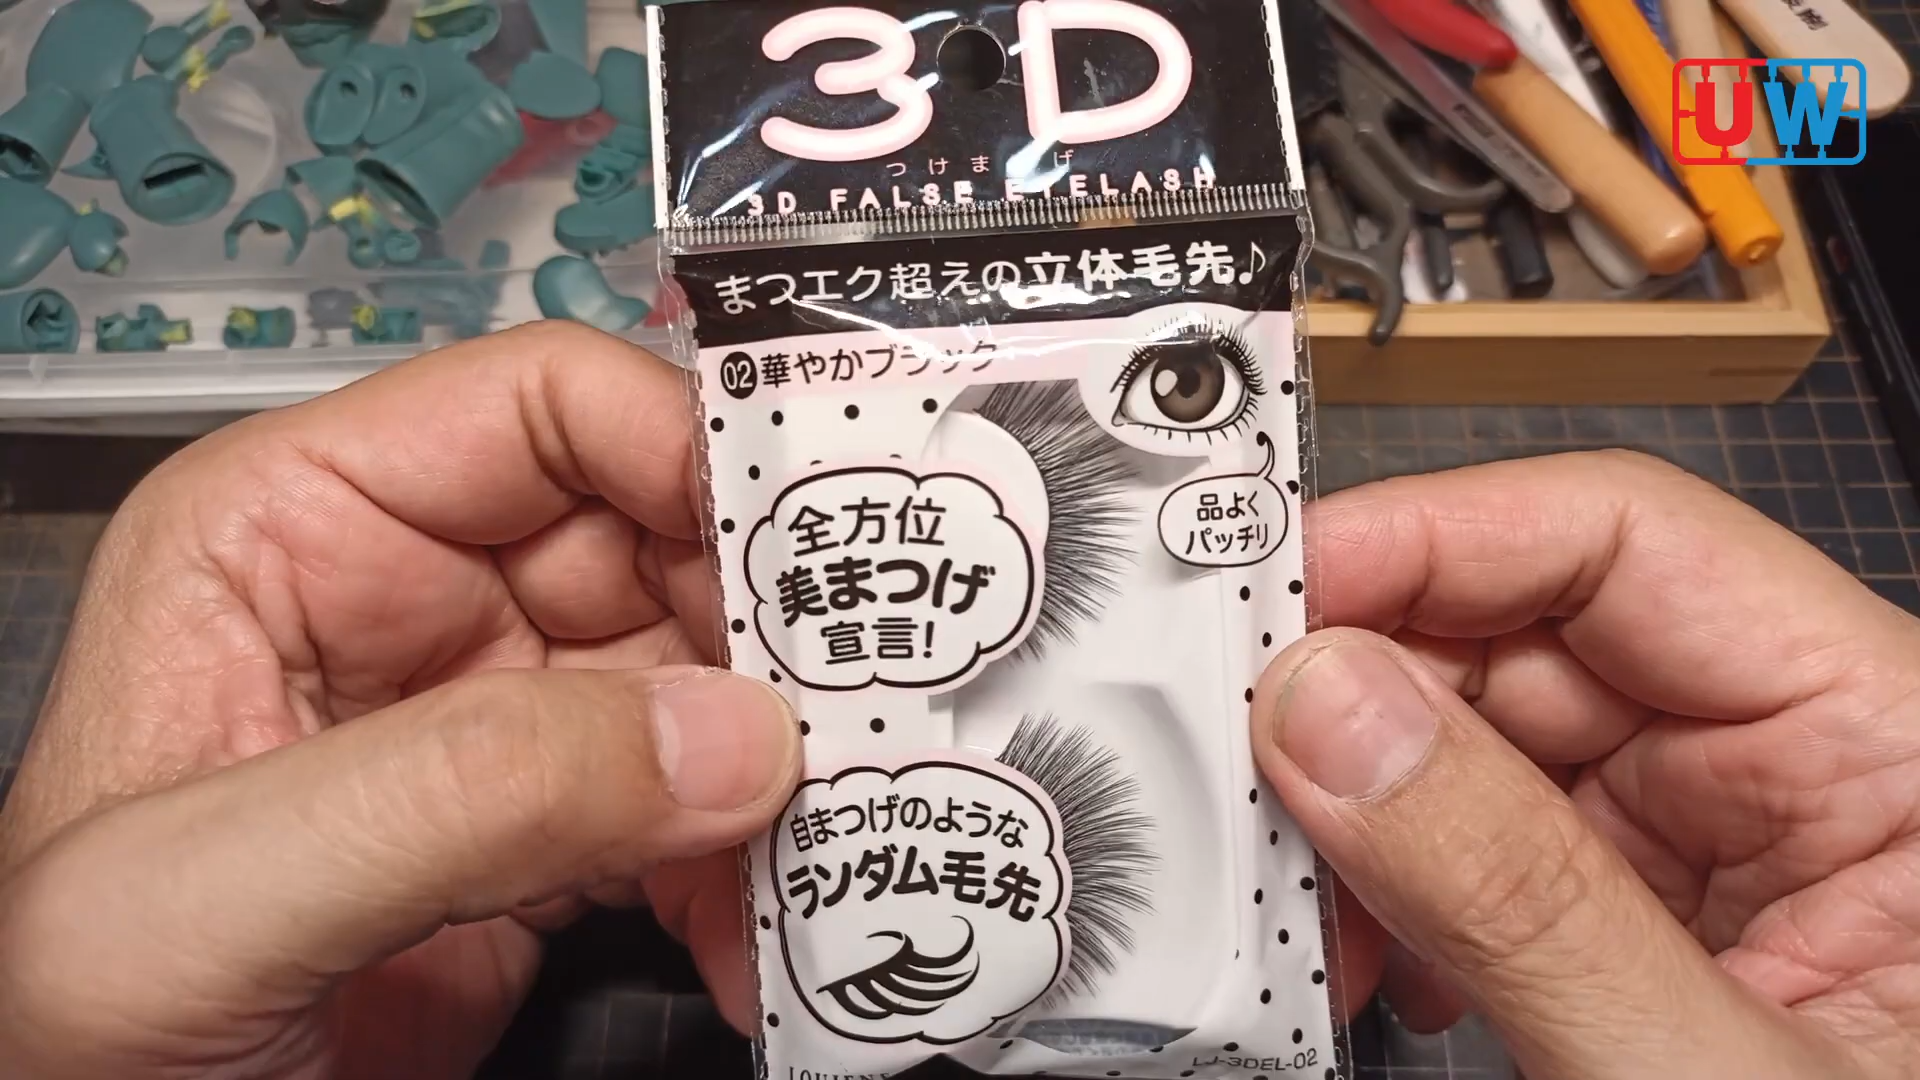 3D
つけまげ
3D FALSE EYELASH
まつエク超えの立体毛先♪
02 華やかブラック
品よく
パッチリ
全方位
美まつげ
宣言!
自まつげのような
ランダム毛先
LJ-3DEL-02
UW